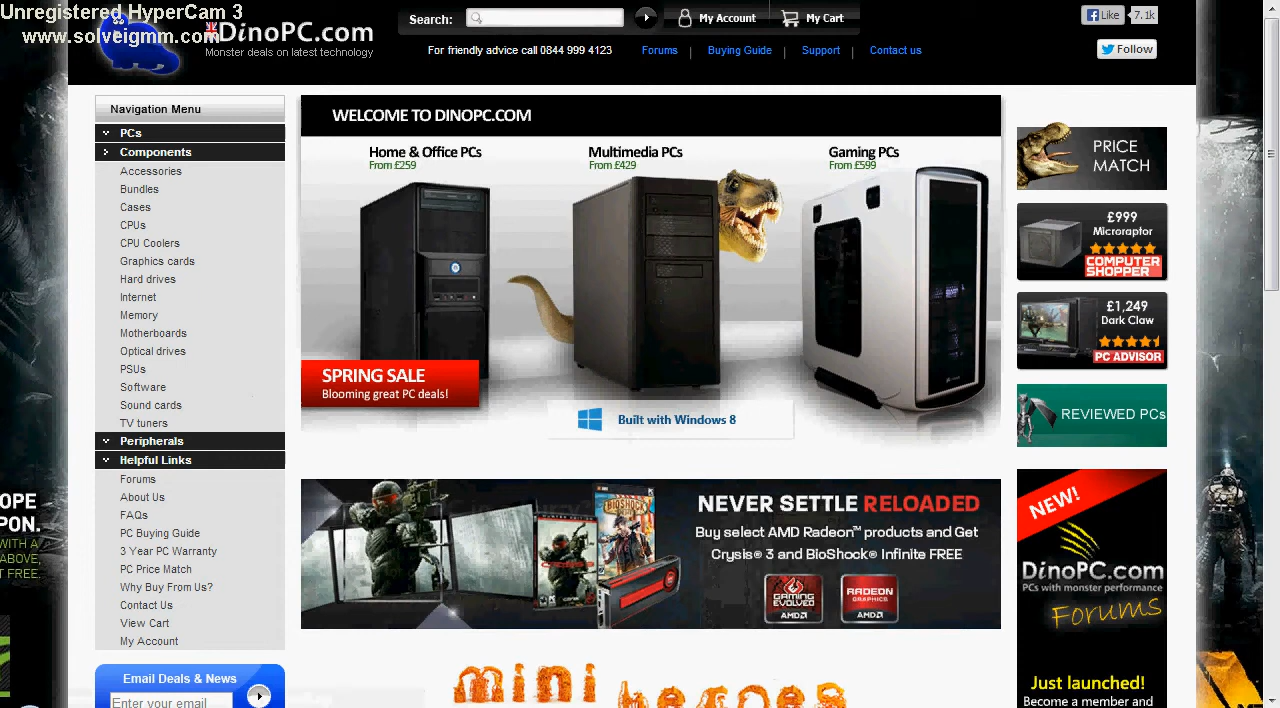 Unregistered HyperCam 3
www.solveigmm.com
DinoPC.com
Monster deals on latest technology
Search:
My Account
My Cart
For friendly advice call 0844 999 4123
Forums
Buying Guide
Support
Contact us
Like
7.1k
Follow
Navigation Menu
PCs
Components
Accessories
Bundles
Cases
CPUs
CPU Coolers
Graphics cards
Hard drives
Internet
Memory
Motherboards
Optical drives
PSUs
Software
Sound cards
TV tuners
Peripherals
Helpful Links
Forums
About Us
FAQs
PC Buying Guide
3 Year PC Warranty
PC Price Match
Why Buy From Us?
Contact Us
View Cart
My Account
Email Deals & News
Enter your email
WELCOME TO DINOPC.COM
Home & Office PCs
From £259
Multimedia PCs
From £429
Gaming PCs
From £599
SPRING SALE
Blooming great PC deals!
Built with Windows 8
NEVER SETTLE RELOADED
Buy select AMD Radeon™ products and Get
Crysis® 3 and BioShock® Infinite FREE
BIOSHOCK
GAMING
EVOLVED
AMD
RADEON
GRAPHICS
AMD
mini heroes
PRICE
MATCH
£999
Microraptor
COMPUTER
SHOPPER
£1,249
Dark Claw
PC ADVISOR
REVIEWED PCs
NEW!
DinoPC.com
PCs with monster performance
Forums
Just launched!
Become a member and
OPE
PON.
WITH A
ABOVE,
T FREE.